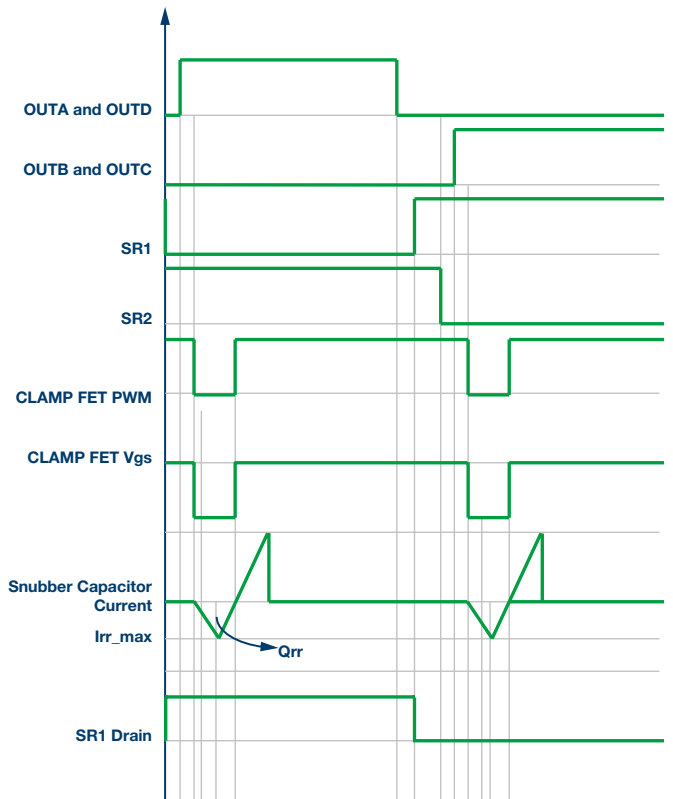 OUTA and OUTD
OUTB and OUTC
SR1
SR2
CLAMP FET PWM
CLAMP FET Vgs
Snubber Capacitor
Current
Irr_max
Qrr
SR1 Drain